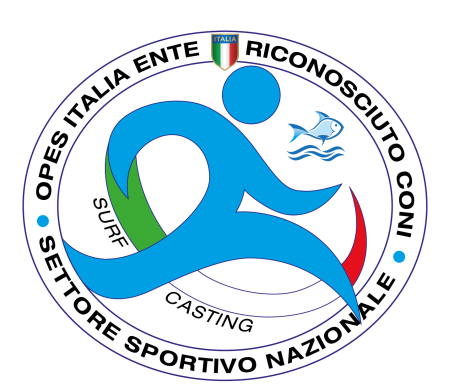 OPES ITALIA ENTE RICONOSCIUTO CONI
ITALIA
SURF
CASTING
SETTORE SPORTIVO NAZIONALE